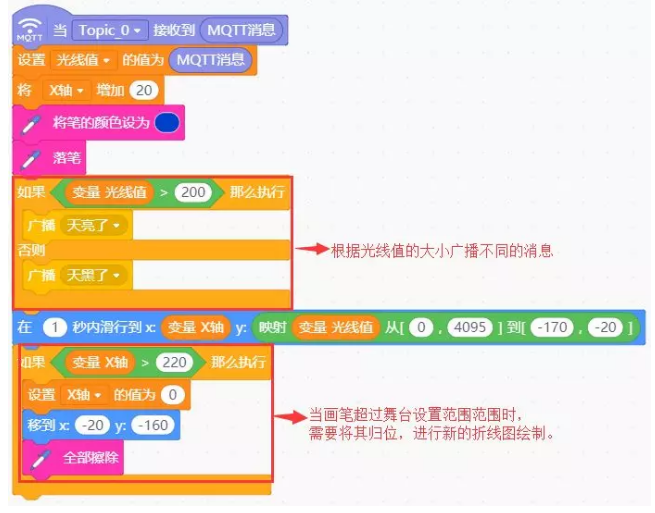 MQTT 当 Topic_0 接收到 MQTT消息
设置 光线值 的值为 MQTT消息
将 X轴 增加 20
将笔的颜色设为
落笔
如果 变量 光线值 > 200 那么执行
广播 天亮了
否则
广播 天黑了
根据光线值的大小广播不同的消息
在 1 秒内滑行到 x: 变量 X轴 y: 映射 变量 光线值 从[ 0 , 4095 ] 到[ -170 , -20 ]
如果 变量 X轴 > 220 那么执行
设置 X轴 的值为 0
移到 x: -20 y: -160
全部擦除
当画笔超过舞台设置范围范围时，
需要将其归位，进行新的折线图绘制。